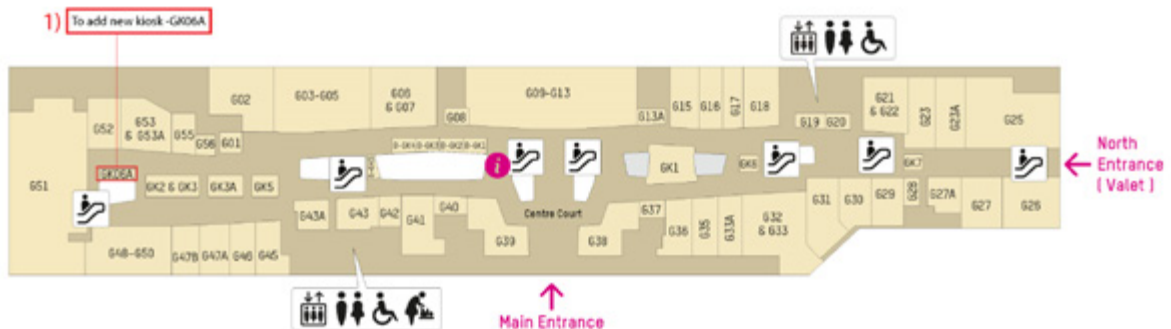 1) To add new kiosk -GK06A
G02
G03-G05
G06
& G07
G08
G09-G13
G13A
G15
G16
G17
G18
G19
G20
G21
& G22
G23
G23A
G25
G51
G52
G53
& G53A
G55
G56
G01
GK06A
GK2 & GK3
GK3A
GK5
i
GK1
GK6
GK7
North
Entrance
( Valet )
G43A
G43
G42
G41
G40
Centre Court
G39
G38
G37
G36
G35
G33A
G32
& G33
G31
G30
G29
G28
G27A
G27
G26
G48-G50
G47B
G47A
G46
G45
Main Entrance